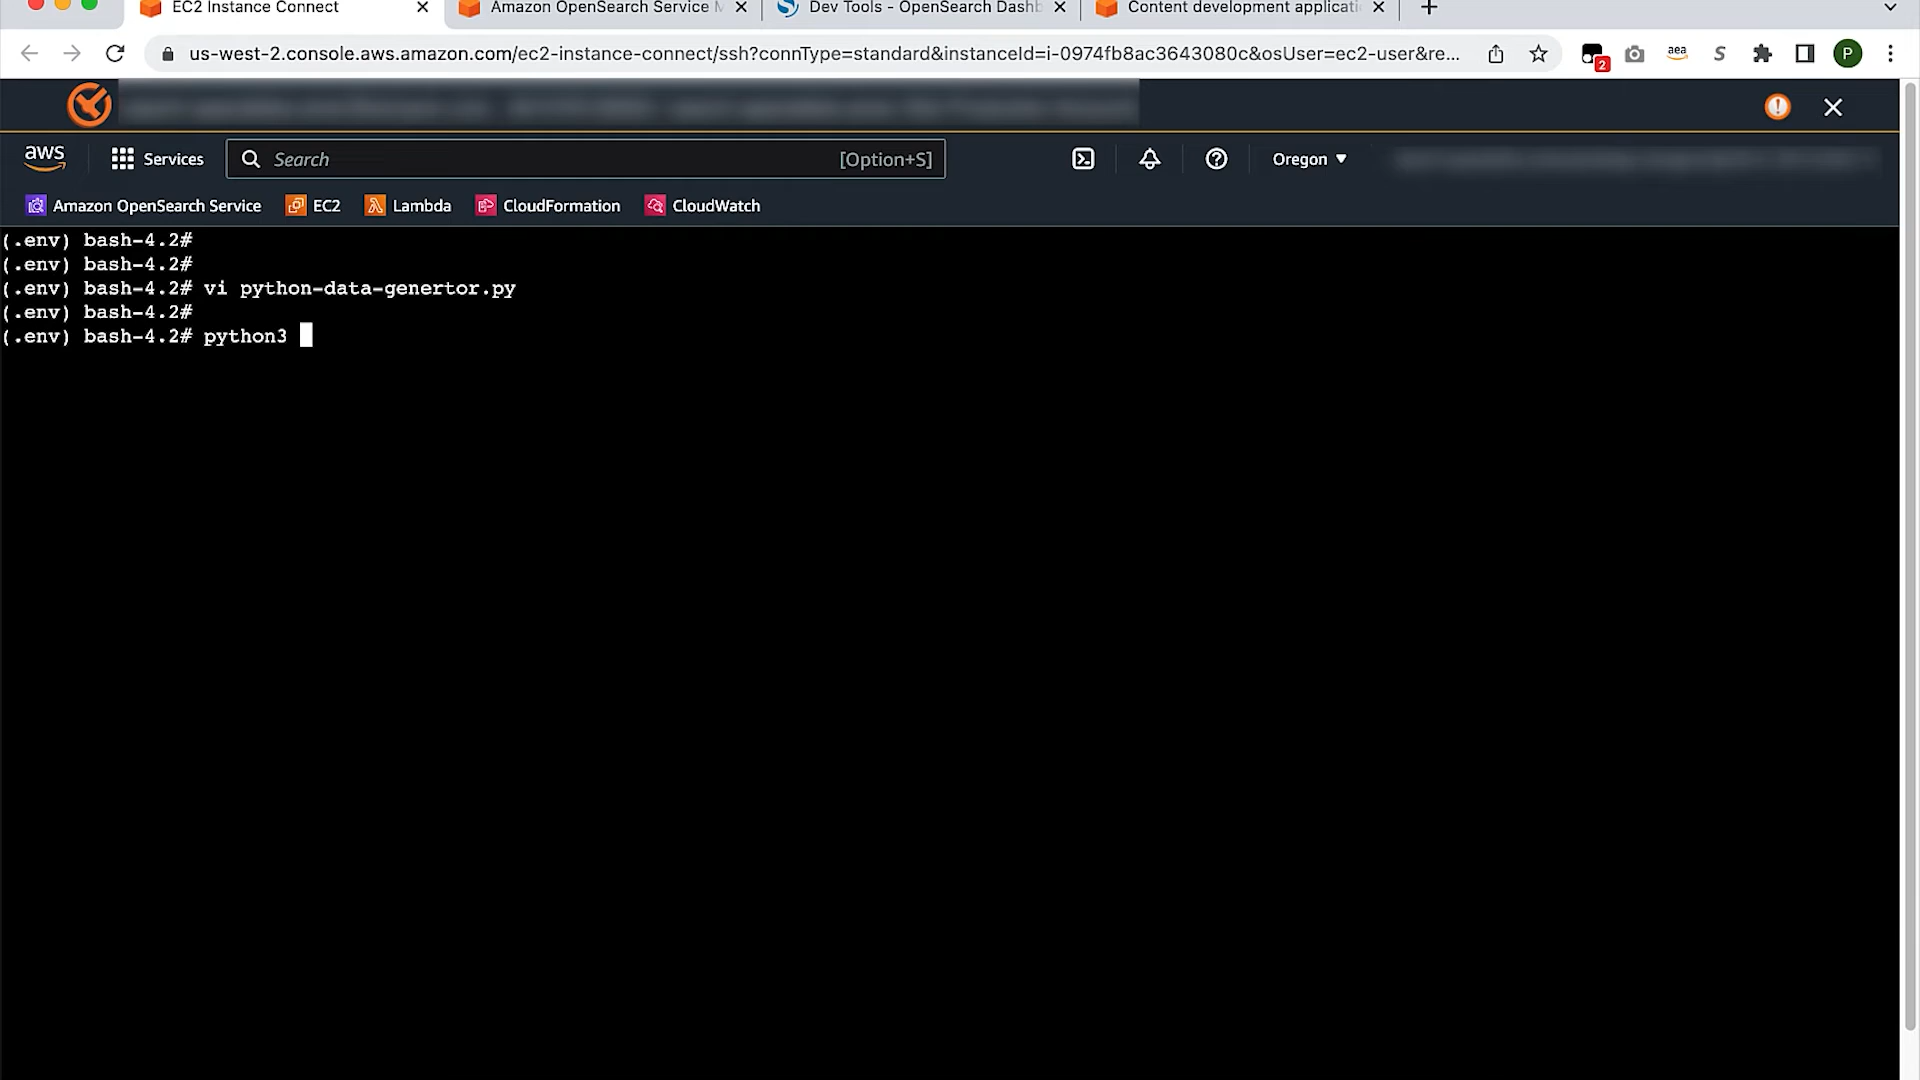 EC2 Instance Connect
Amazon OpenSearch Service M
Dev Tools - OpenSearch Dashb
Content development applicati
us-west-2.console.aws.amazon.com/ec2-instance-connect/ssh?connType=standard&instanceId=i-0974fb8ac3643080c&osUser=ec2-user&re...
2
aea
S
P
aws
Services
Search
[Option+S]
Oregon
Amazon OpenSearch Service
EC2
Lambda
CloudFormation
CloudWatch
(.env) bash-4.2#
(.env) bash-4.2#
(.env) bash-4.2# vi python-data-genertor.py
(.env) bash-4.2#
(.env) bash-4.2# python3